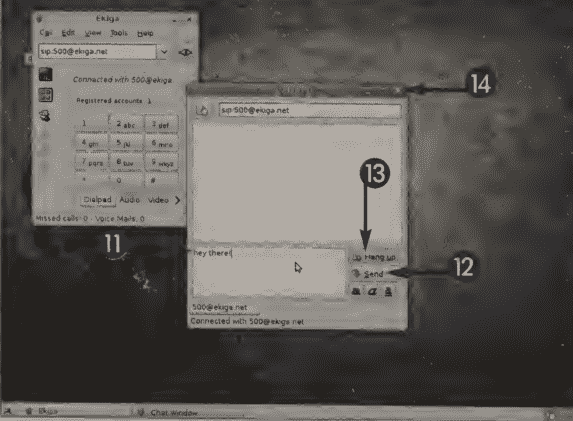 Ekiga
Call Edit View Tools Help
sip:500@ekiga.net
Connected with 500@ekiga
Registered accounts: 1
1 2 abc 3 def
4 ghi 5 jkl 6 mno
7 pqrs 8 tuv 9 wxyz
* 0 #
Dialpad Audio Video
Missed calls: 0 - Voice Mails: 0
11
14
sip:500@ekiga.net
13
hey there!
Hang up
Send
12
500@ekiga.net
Connected with 500@ekiga.net
Ekiga
Chat Window